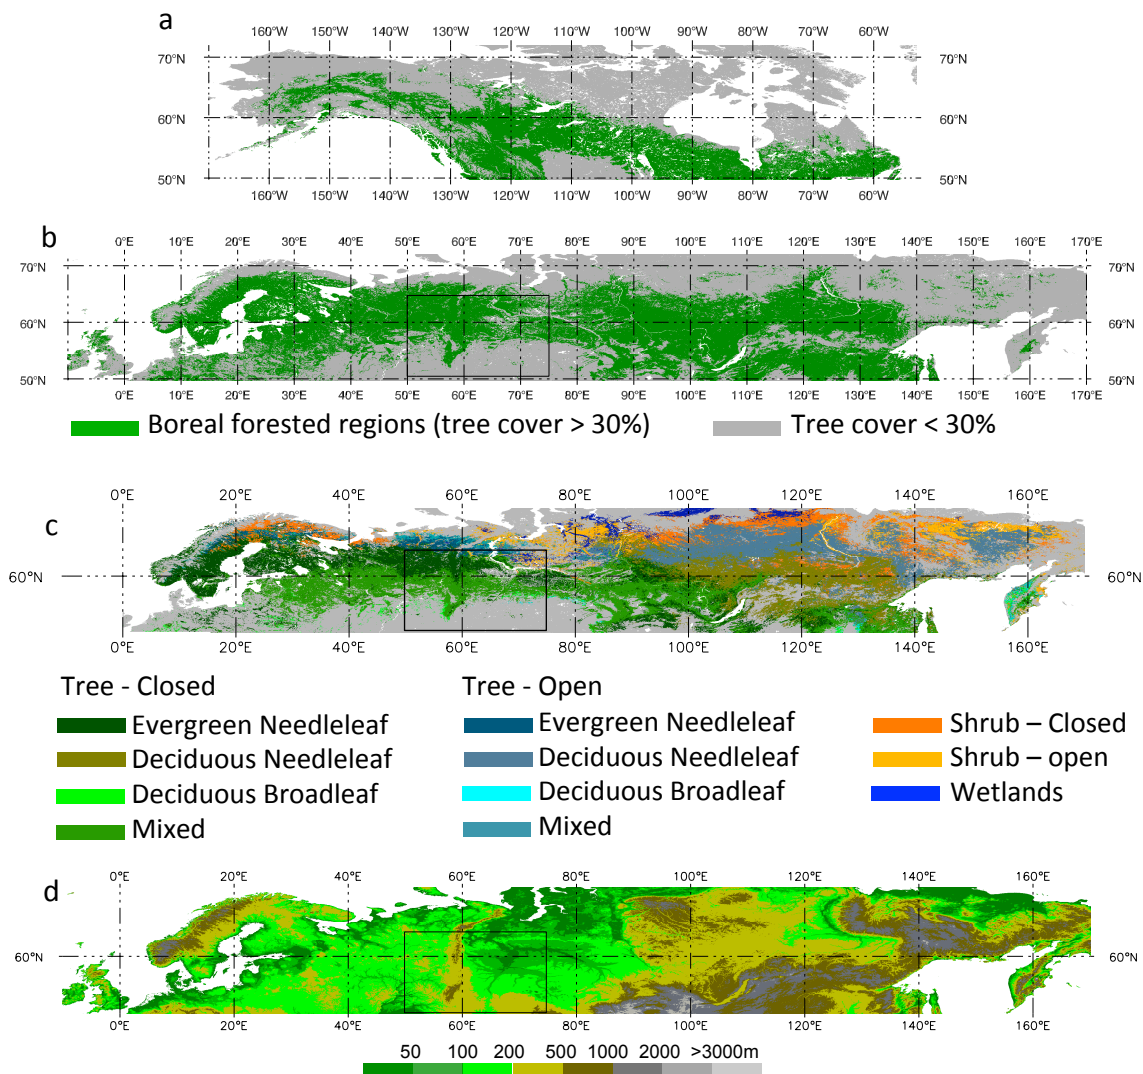 a
160°W 150°W 140°W 130°W 120°W 110°W 100°W 90°W 80°W 70°W 60°W
70°N 70°N
60°N 60°N
50°N 50°N
160°W 150°W 140°W 130°W 120°W 110°W 100°W 90°W 80°W 70°W 60°W
b
0°E 10°E 20°E 30°E 40°E 50°E 60°E 70°E 80°E 90°E 100°E 110°E 120°E 130°E 140°E 150°E 160°E 170°E
70°N 70°N
60°N 60°N
50°N 50°N
0°E 10°E 20°E 30°E 40°E 50°E 60°E 70°E 80°E 90°E 100°E 110°E 120°E 130°E 140°E 150°E 160°E 170°E
Boreal forested regions (tree cover > 30%) Tree cover < 30%
c
0°E 20°E 40°E 60°E 80°E 100°E 120°E 140°E 160°E
60°N 60°N
0°E 20°E 40°E 60°E 80°E 100°E 120°E 140°E 160°E
Tree - Closed Tree - Open
Evergreen Needleleaf Evergreen Needleleaf Shrub – Closed
Deciduous Needleleaf Deciduous Needleleaf Shrub – open
Deciduous Broadleaf Deciduous Broadleaf Wetlands
Mixed Mixed
d
0°E 20°E 40°E 60°E 80°E 100°E 120°E 140°E 160°E
60°N 60°N
0°E 20°E 40°E 60°E 80°E 100°E 120°E 140°E 160°E
50 100 200 500 1000 2000 >3000m